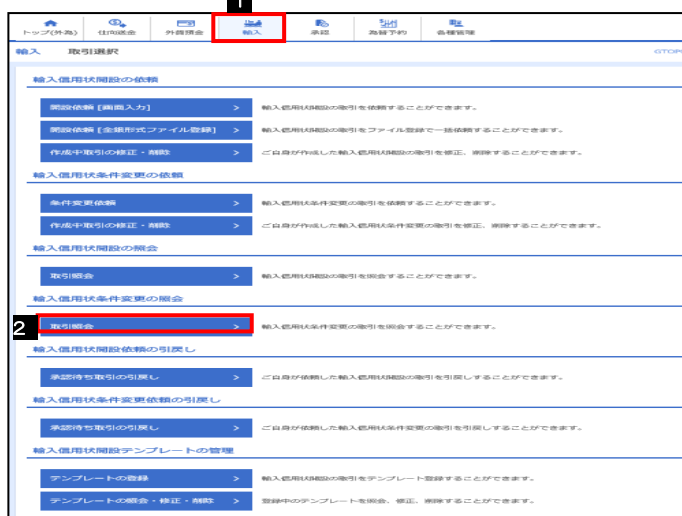 1
トップ(外為) 仕向送金 外貨預金 輸入 承認 為替予約 各種管理
輸入 取引選択 GTOP
輸入信用状開設の依頼
開設依頼 [画面入力] > 輸入信用状開設の取引を依頼することができます。
開設依頼 [全銀形式ファイル登録] > 輸入信用状開設の取引をファイル登録で一括依頼することができます。
作成中取引の修正・削除 > ご自身が作成した輸入信用状開設の取引を修正、削除することができます。
輸入信用状条件変更の依頼
条件変更依頼 > 輸入信用状条件変更の取引を依頼することができます。
作成中取引の修正・削除 > ご自身が作成した輸入信用状条件変更の取引を修正、削除することができます。
輸入信用状開設の照会
取引照会 > 輸入信用状開設の取引を照会することができます。
輸入信用状条件変更の照会
2 取引照会 > 輸入信用状条件変更の取引を照会することができます。
輸入信用状開設依頼の引戻し
承認待ち取引の引戻し > ご自身が依頼した輸入信用状開設の取引を引戻しすることができます。
輸入信用状条件変更依頼の引戻し
承認待ち取引の引戻し > ご自身が依頼した輸入信用状条件変更の取引を引戻しすることができます。
輸入信用状開設テンプレートの管理
テンプレートの登録 > 輸入信用状開設の取引をテンプレート登録することができます。
テンプレートの照会・修正・削除 > 登録中のテンプレートを照会、修正、削除することができます。